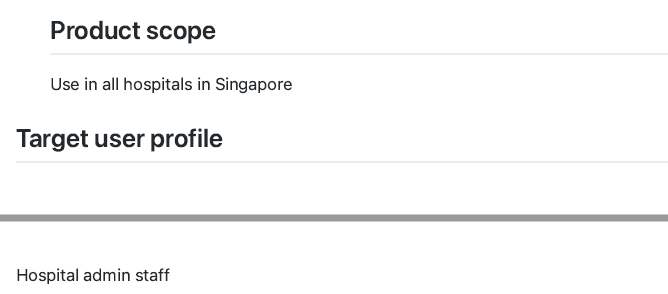 Product scope
Use in all hospitals in Singapore
Target user profile
Hospital admin staff